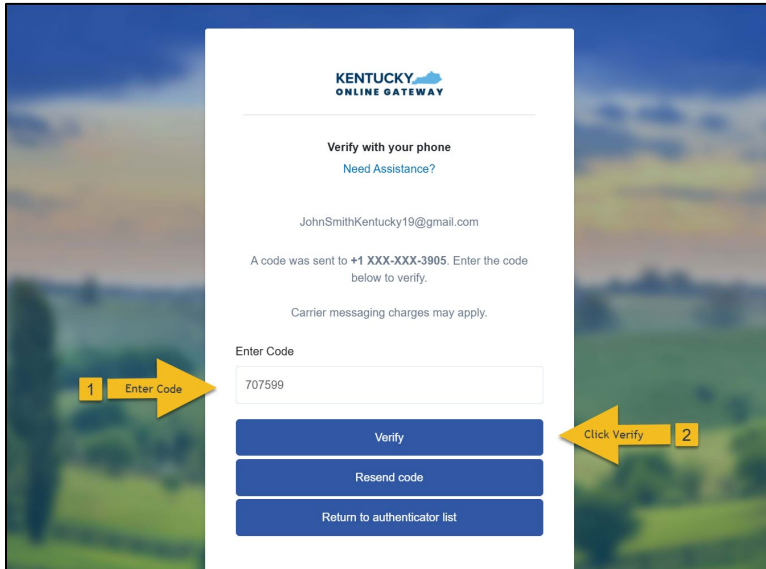 KENTUCKY
ONLINE GATEWAY
Verify with your phone
Need Assistance?
JohnSmithKentucky19@gmail.com
A code was sent to +1 XXX-XXX-3905. Enter the code
below to verify.
Carrier messaging charges may apply.
Enter Code
1 Enter Code
707599
Verify
Click Verify 2
Resend code
Return to authenticator list